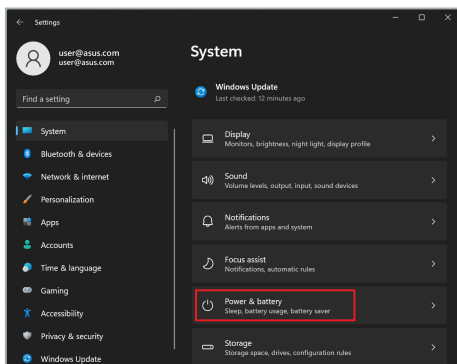 Settings
user@asus.com
user@asus.com
Find a setting
System
Bluetooth & devices
Network & internet
Personalization
Apps
Accounts
Time & language
Gaming
Accessibility
Privacy & security
Windows Update
System
Windows Update
Last checked: 12 minutes ago
Display
Monitors, brightness, night light, display profile
Sound
Volume levels, output, input, sound devices
Notifications
Alerts from apps and system
Focus assist
Notifications, automatic rules
Power & battery
Sleep, battery usage, battery saver
Storage
Storage space, drives, configuration rules